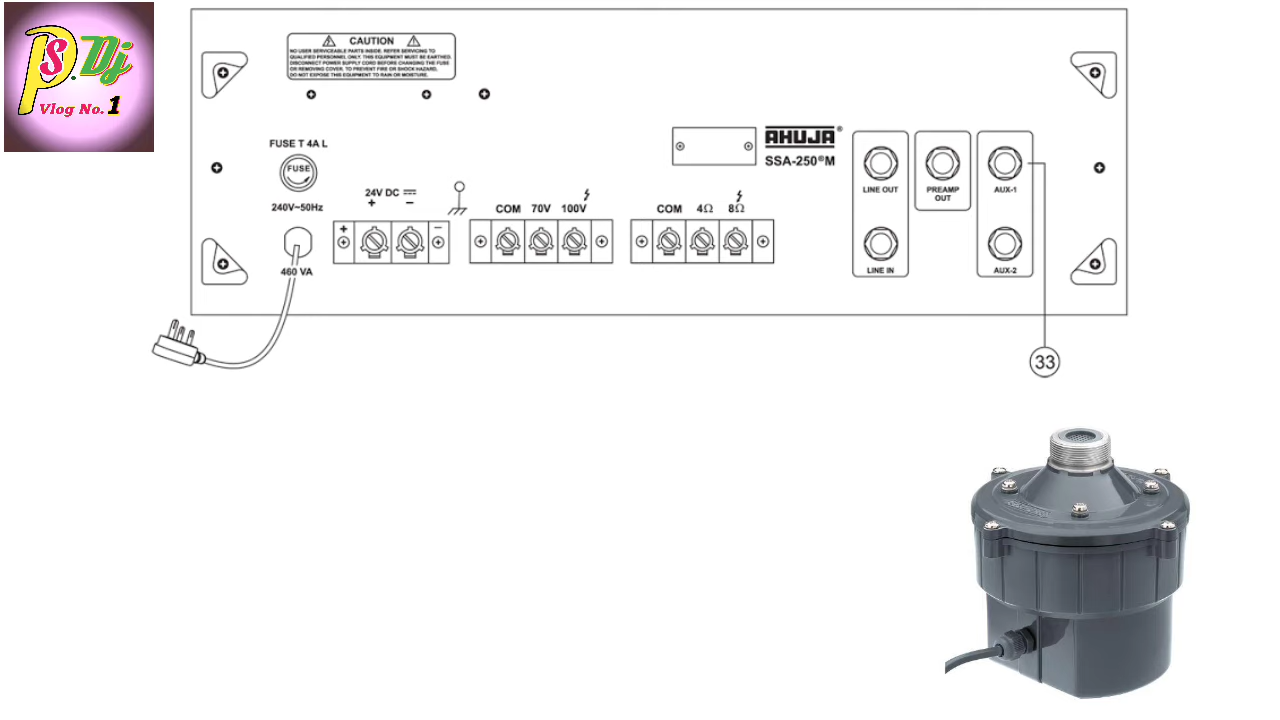 P.S. Dj
Vlog No. 1
CAUTION
NO USER SERVICEABLE PARTS INSIDE. REFER SERVICING TO
QUALIFIED PERSONNEL ONLY. THIS EQUIPMENT MUST BE EARTHED.
DISCONNECT POWER SUPPLY CORD BEFORE CHANGING THE FUSE
OR REMOVING COVER. TO PREVENT FIRE OR SHOCK HAZARD,
DO NOT EXPOSE THIS EQUIPMENT TO RAIN OR MOISTURE.
FUSE T 4A L
FUSE
240V~50Hz
460 VA
24V DC
+ −
+ −
COM 70V 100V
COM 4Ω 8Ω
AHUJA®
SSA-250®M
LINE OUT
LINE IN
PREAMP
OUT
AUX-1
AUX-2
33